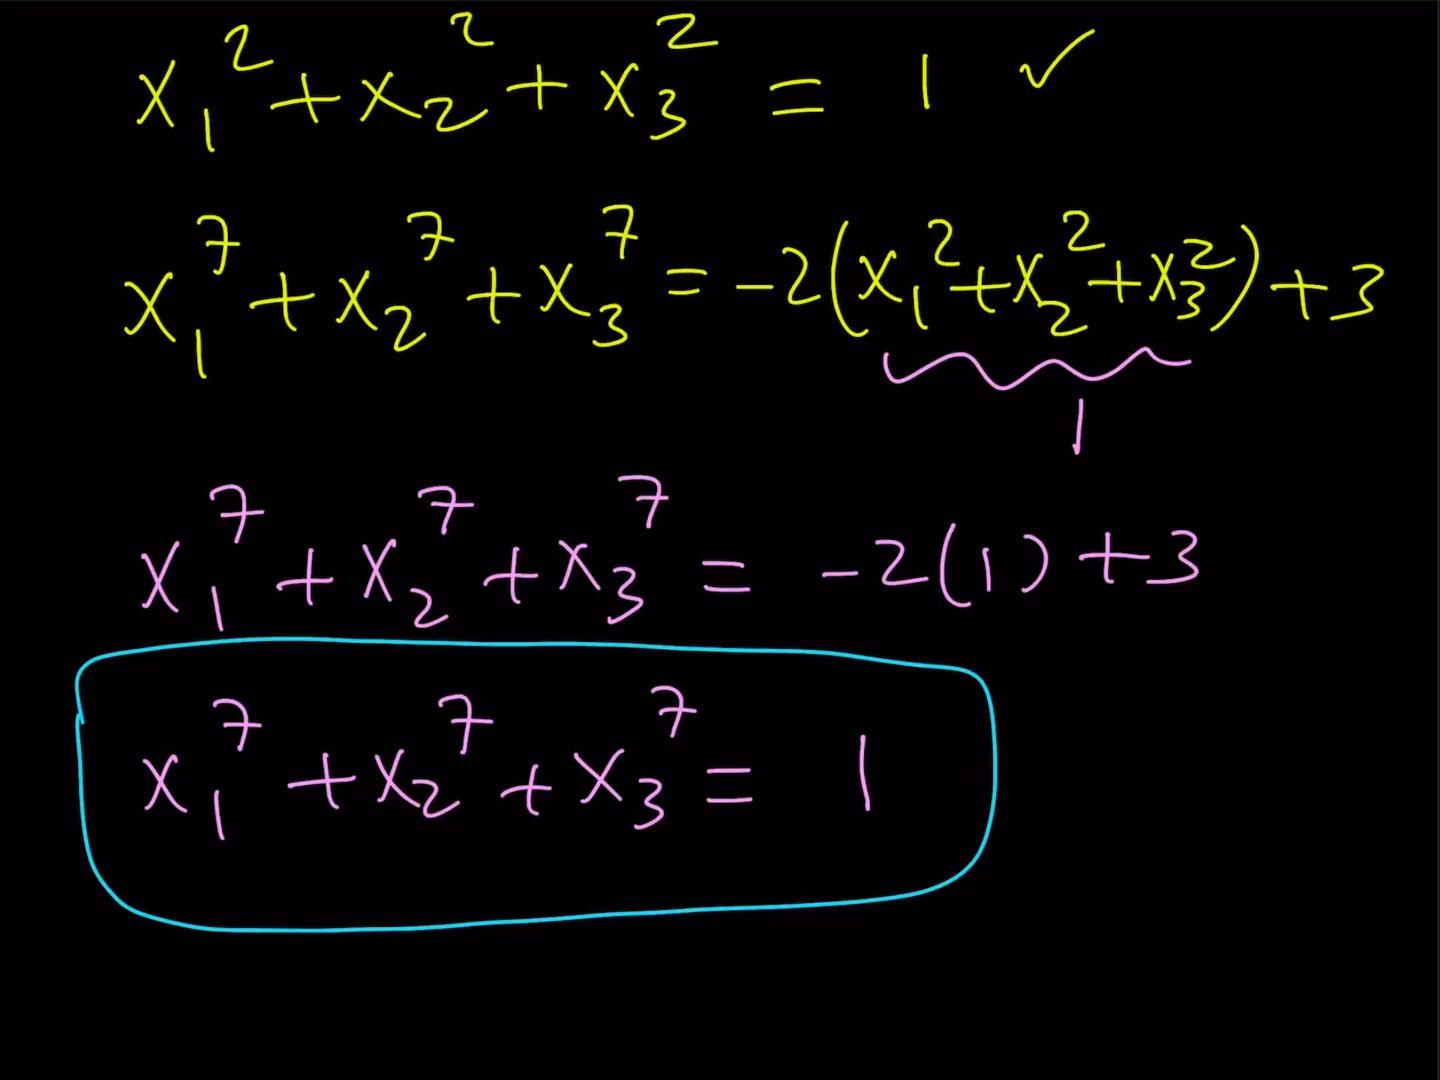 x₁² + x₂² + x₃² = 1 ✓
x₁⁷ + x₂⁷ + x₃⁷ = -2(x₁² + x₂² + x₃²) + 3
1
x₁⁷ + x₂⁷ + x₃⁷ = -2(1) + 3
x₁⁷ + x₂⁷ + x₃⁷ = 1